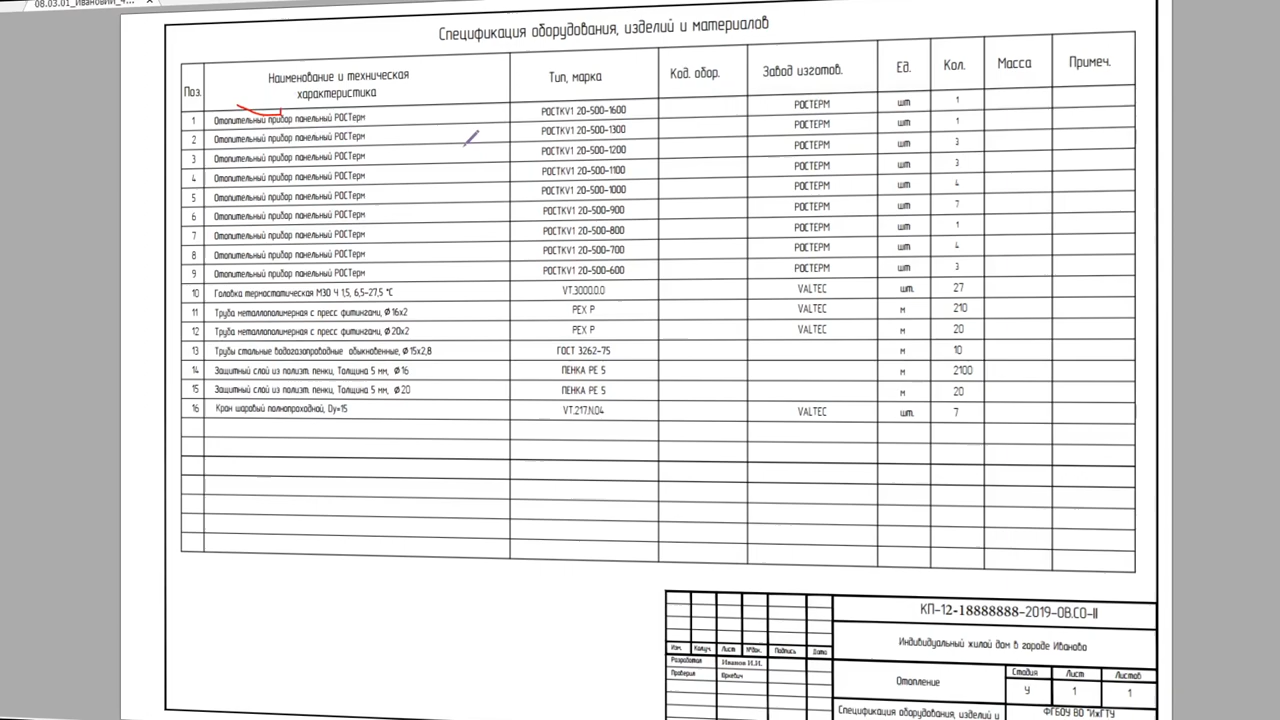 08.03.01_Ивановии_Ч...
Спецификация оборудования, изделий и материалов
Поз. Наименование и техническая характеристика Тип, марка Код. обор. Завод изготов. Ед. Кол. Масса Примеч.
1 Отопительный прибор панельный РОСТерм РОСТКV1 20-500-1600 РОСТЕРМ шт 1
2 Отопительный прибор панельный РОСТерм РОСТКV1 20-500-1300 РОСТЕРМ шт 1
3 Отопительный прибор панельный РОСТерм РОСТКV1 20-500-1200 РОСТЕРМ шт 3
4 Отопительный прибор панельный РОСТерм РОСТКV1 20-500-1100 РОСТЕРМ шт 3
5 Отопительный прибор панельный РОСТерм РОСТКV1 20-500-1000 РОСТЕРМ шт 4
6 Отопительный прибор панельный РОСТерм РОСТКV1 20-500-900 РОСТЕРМ шт 7
7 Отопительный прибор панельный РОСТерм РОСТКV1 20-500-800 РОСТЕРМ шт 1
8 Отопительный прибор панельный РОСТерм РОСТКV1 20-500-700 РОСТЕРМ шт 4
9 Отопительный прибор панельный РОСТерм РОСТКV1 20-500-600 РОСТЕРМ шт 3
10 Головка термостатическая М30 Ч 1,5, 6,5-27,5 °C VT.3000.0.0 VALTEC шт. 27
11 Труба металлополимерная с пресс фитингами, Ø 16x2 PEX P VALTEC м 210
12 Труба металлополимерная с пресс фитингами, Ø 20x2 PEX P VALTEC м 20
13 Трубы стальные водогазопроводные обыкновенные, Ø 15x2,8 ГОСТ 3262-75 м 10
14 Защитный слой из полиэт. пенки, Толщина 5 мм, Ø 16 ПЕНКА PE 5 м 2100
15 Защитный слой из полиэт. пенки, Толщина 5 мм, Ø 20 ПЕНКА PE 5 м 20
16 Кран шаровый полнопроходной, Dy=15 VT.217.N.04 VALTEC шт. 7
КП-12-18888888-2019-ОВ.СО-II
Индивидуальный жилой дом в городе Иваново
Изм. Колуч. Лист №док. Подпись Дата
Разработал Иванов И.И.
Проверил Юркевич
Отопление
Стадия Лист Листов
У 1 1
Спецификация оборудования, изделий и
ФГБОУ ВО "ИжГТУ